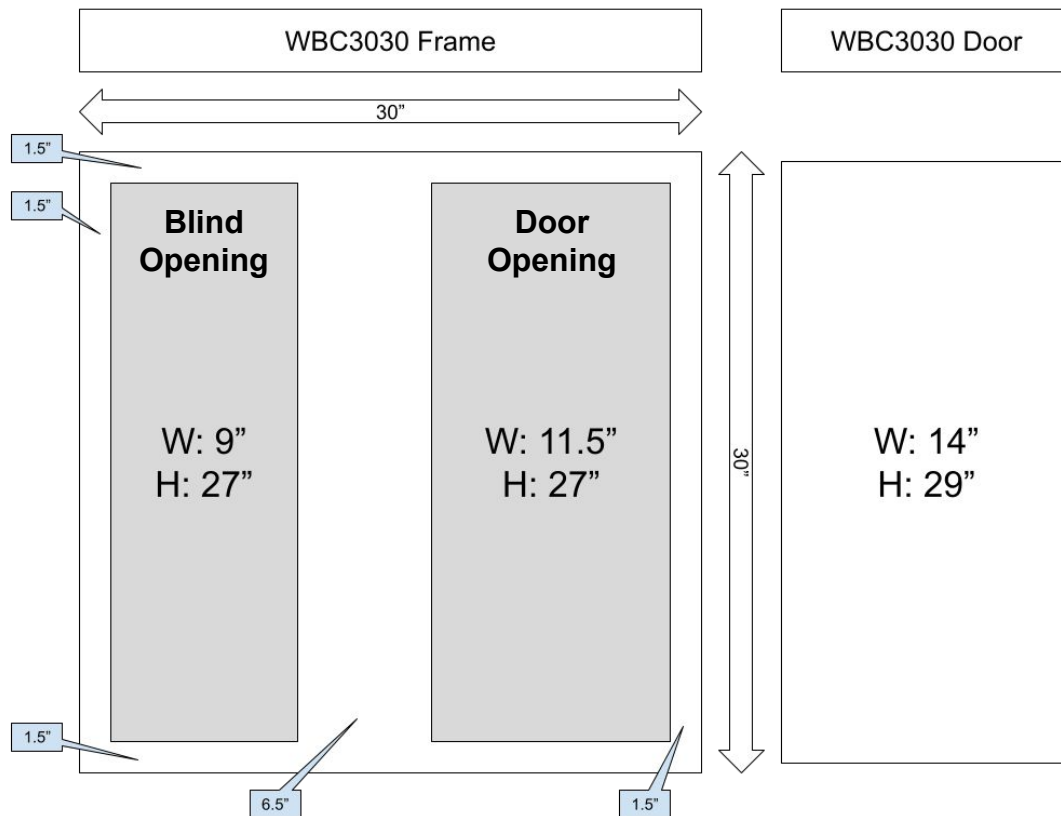 WBC3030 Frame
WBC3030 Door
30”
1.5”
1.5”
Blind
Opening
Door
Opening
W: 9”
H: 27”
W: 11.5”
H: 27”
30”
W: 14”
H: 29”
1.5”
6.5”
1.5”